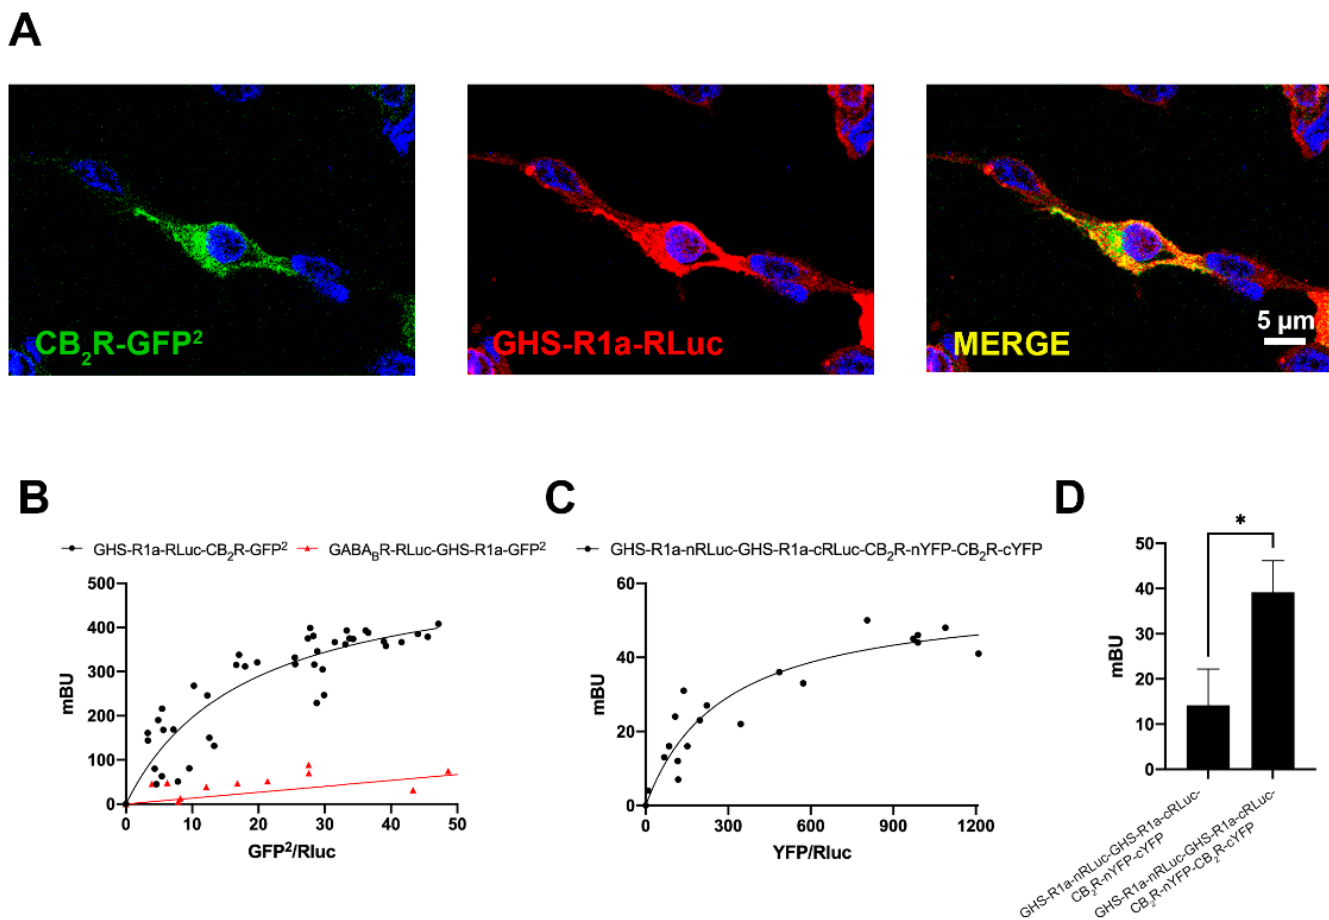 A
CB₂R-GFP²
GHS-R1a-RLuc
MERGE
5 µm
B
GHS-R1a-RLuc-CB₂R-GFP²
GABA_BR-RLuc-GHS-R1a-GFP²
mBU
500
400
300
200
100
0
0 10 20 30 40 50
GFP²/Rluc
C
GHS-R1a-nRLuc-GHS-R1a-cRLuc-CB₂R-nYFP-CB₂R-cYFP
mBU
60
40
20
0
0 300 600 900 1200
YFP/Rluc
D
*
mBU
50
40
30
20
10
0
GHS-R1a-nRLuc-GHS-R1a-cRLuc-
CB₂R-nYFP-cYFP
GHS-R1a-nRLuc-GHS-R1a-cRLuc-
CB₂R-nYFP-CB₂R-cYFP